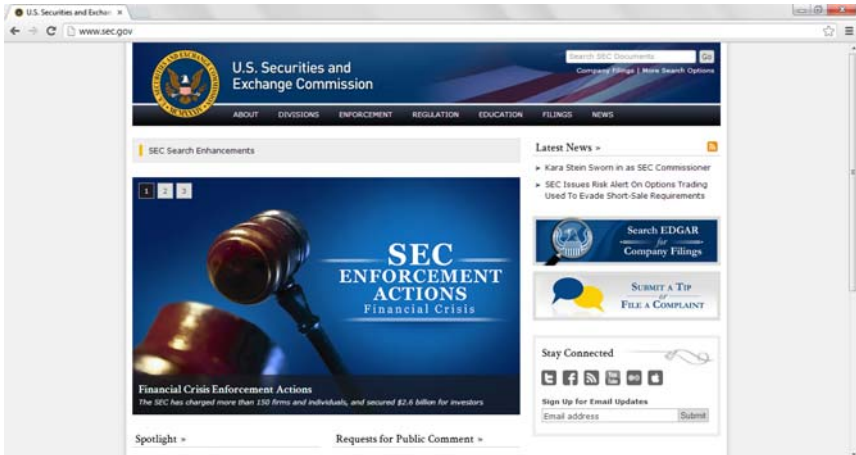 U.S. Securities and Exchan
www.sec.gov
U.S. Securities and
Exchange Commission
Search SEC Documents
Go
Company Filings | More Search Options
ABOUT DIVISIONS ENFORCEMENT REGULATION EDUCATION FILINGS NEWS
SEC Search Enhancements
1 2 3
SEC
ENFORCEMENT
ACTIONS
Financial Crisis
Financial Crisis Enforcement Actions
The SEC has charged more than 150 firms and individuals, and secured $2.6 billion for investors
Spotlight »
Requests for Public Comment »
Latest News »
Kara Stein Sworn in as SEC Commissioner
SEC Issues Risk Alert On Options Trading
Used To Evade Short-Sale Requirements
Search EDGAR
for
Company Filings
SUBMIT A TIP
or
FILE A COMPLAINT
Stay Connected
Sign Up for Email Updates
Email address
Submit